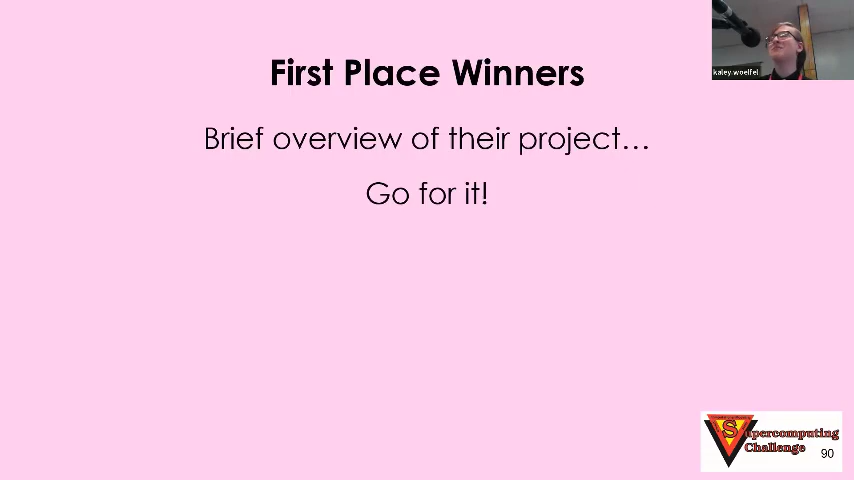 kaley.woelfel
First Place Winners
Brief overview of their project...
Go for it!
Supercomputing
Challenge
90